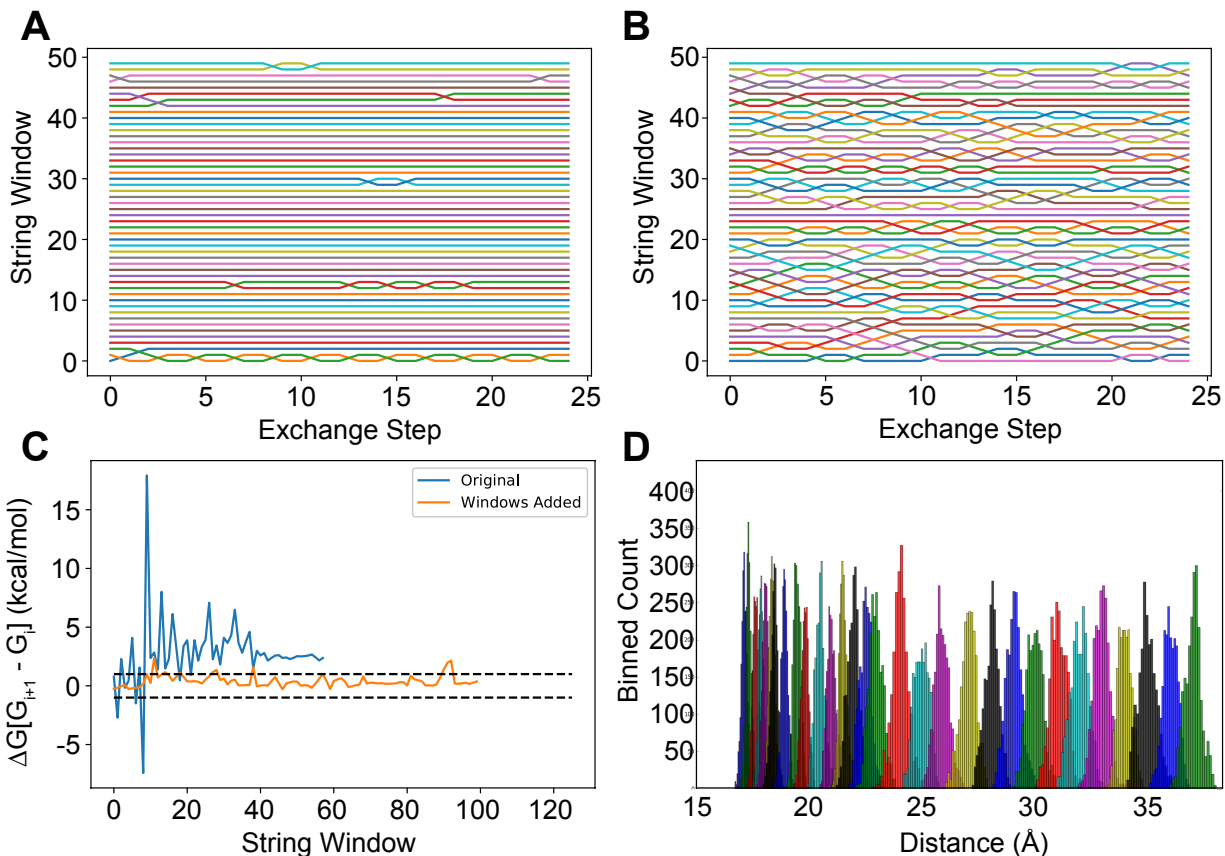 A
B
50
40
30
20
10
0
String Window
0 5 10 15 20 25
Exchange Step
50
40
30
20
10
0
String Window
0 5 10 15 20 25
Exchange Step
C
D
15
10
5
0
-5
ΔG[G_{i+1} - G_i] (kcal/mol)
Original
Windows Added
0 20 40 60 80 100 120
String Window
400
350
300
250
200
150
100
50
Binned Count
15 20 25 30 35
Distance (Å)